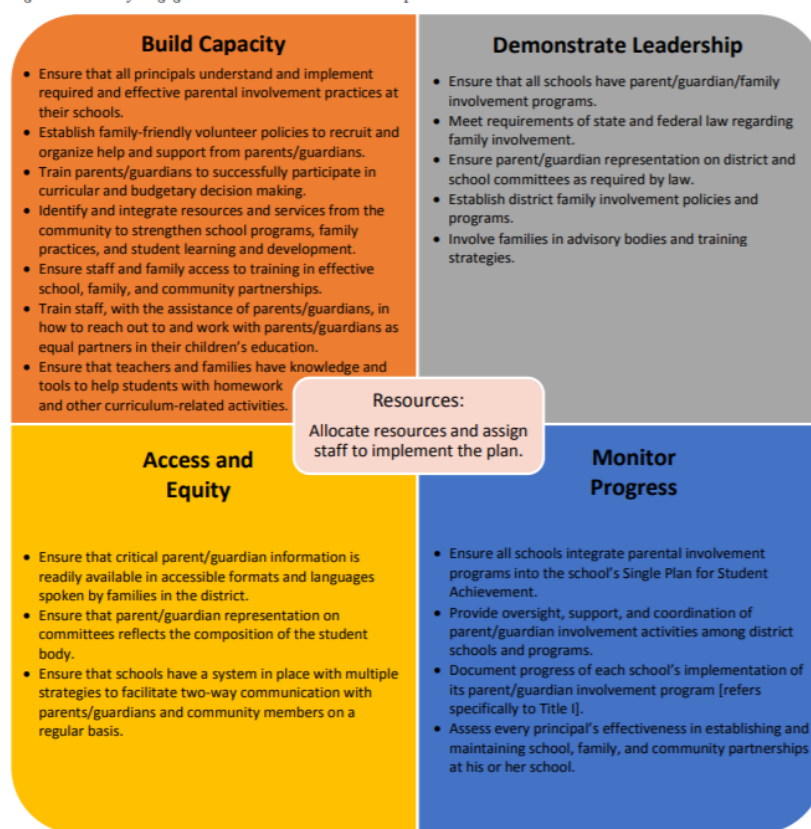 Build Capacity
• Ensure that all principals understand and implement
required and effective parental involvement practices at
their schools.
• Establish family-friendly volunteer policies to recruit and
organize help and support from parents/guardians.
• Train parents/guardians to successfully participate in
curricular and budgetary decision making.
• Identify and integrate resources and services from the
community to strengthen school programs, family
practices, and student learning and development.
• Ensure staff and family access to training in effective
school, family, and community partnerships.
• Train staff, with the assistance of parents/guardians, in
how to reach out to and work with parents/guardians as
equal partners in their children's education.
• Ensure that teachers and families have knowledge and
tools to help students with homework
and other curriculum-related activities.
Demonstrate Leadership
• Ensure that all schools have parent/guardian/family
involvement programs.
• Meet requirements of state and federal law regarding
family involvement.
• Ensure parent/guardian representation on district and
school committees as required by law.
• Establish district family involvement policies and
programs.
• Involve families in advisory bodies and training
strategies.
Resources:
Allocate resources and assign
staff to implement the plan.
Access and
Equity
• Ensure that critical parent/guardian information is
readily available in accessible formats and languages
spoken by families in the district.
• Ensure that parent/guardian representation on
committees reflects the composition of the student
body.
• Ensure that schools have a system in place with multiple
strategies to facilitate two-way communication with
parents/guardians and community members on a
regular basis.
Monitor
Progress
• Ensure all schools integrate parental involvement
programs into the school's Single Plan for Student
Achievement.
• Provide oversight, support, and coordination of
parent/guardian involvement activities among district
schools and programs.
• Document progress of each school's implementation of
its parent/guardian involvement program [refers
specifically to Title I].
• Assess every principal's effectiveness in establishing and
maintaining school, family, and community partnerships
at his or her school.